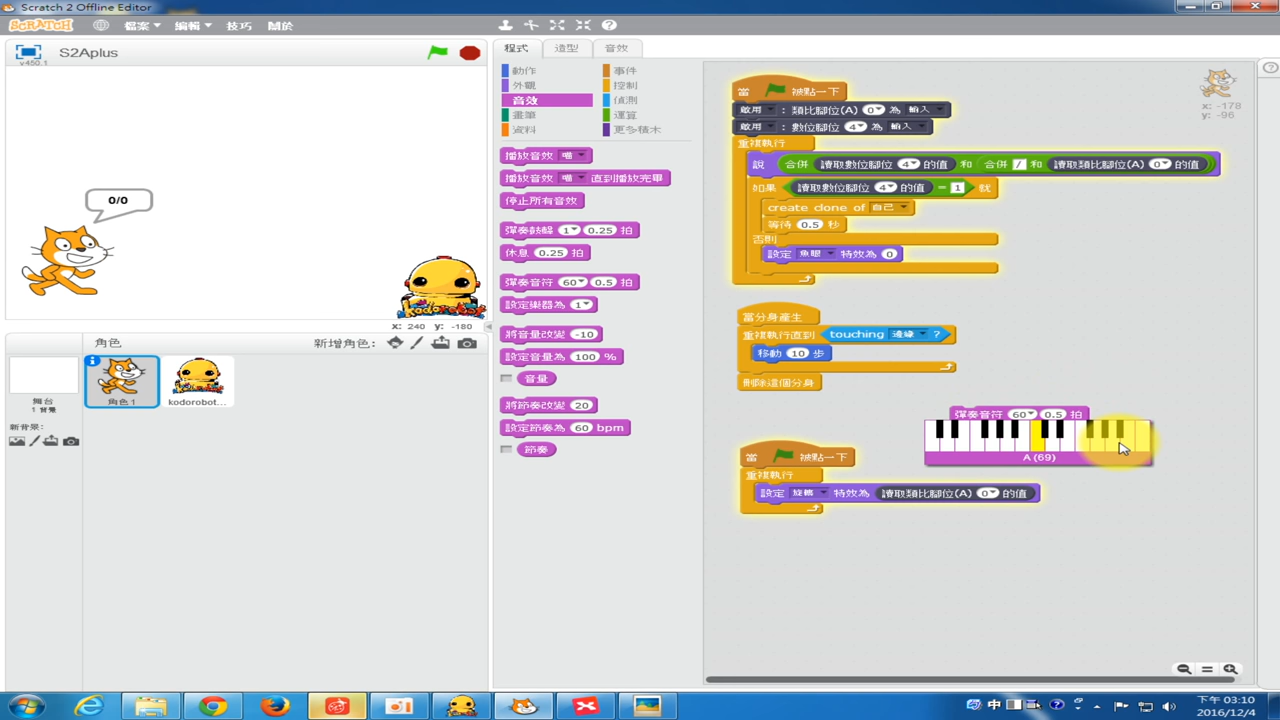 Scratch 2 Offline Editor
SCRATCH 檔案 編輯 技巧 關於
S2Aplus
v450.1
程式 造型 音效
動作 事件
外觀 控制
音效 偵測
畫筆 運算
資料 更多積木
播放音效 喵
播放音效 喵 直到播放完畢
停止所有音效
彈奏鼓聲 1 0.25 拍
休息 0.25 拍
彈奏音符 60 0.5 拍
設定樂器為 1
將音量改變 -10
設定音量為 100 %
音量
將節奏改變 20
設定節奏為 60 bpm
節奏
0/0
kodorobot
x: 240 y: -180
角色 新增角色:
舞台
1 背景
新背景:
角色1
kodorobot...
x: -178
y: -96
當 被點一下
啟用 : 類比腳位(A) 0 為 輸入
啟用 : 數位腳位 4 為 輸入
重複執行
說 合併 讀取數位腳位 4 的值 和 合併 / 和 讀取類比腳位(A) 0 的值
如果 讀取數位腳位 4 的值 = 1 就
create clone of 自己
等待 0.5 秒
否則
設定 魚眼 特效為 0
當分身產生
重複執行直到 touching 邊緣 ?
移動 10 步
刪除這個分身
彈奏音符 60 0.5 拍
A (69)
當 被點一下
重複執行
設定 旋轉 特效為 讀取類比腳位(A) 0 的值
中
下午 03:10
2016/12/4